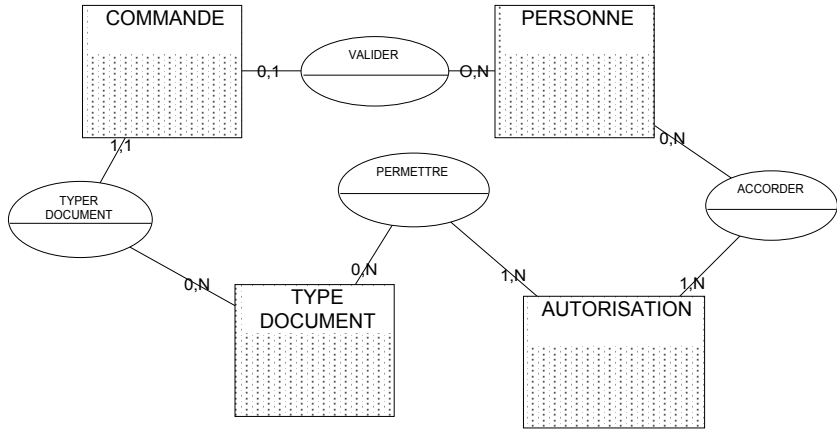 COMMANDE
PERSONNE
VALIDER
0,1
O,N
1,1
0,N
PERMETTRE
ACCORDER
TYPER
DOCUMENT
0,N
0,N
1,N
1,N
TYPE
DOCUMENT
AUTORISATION